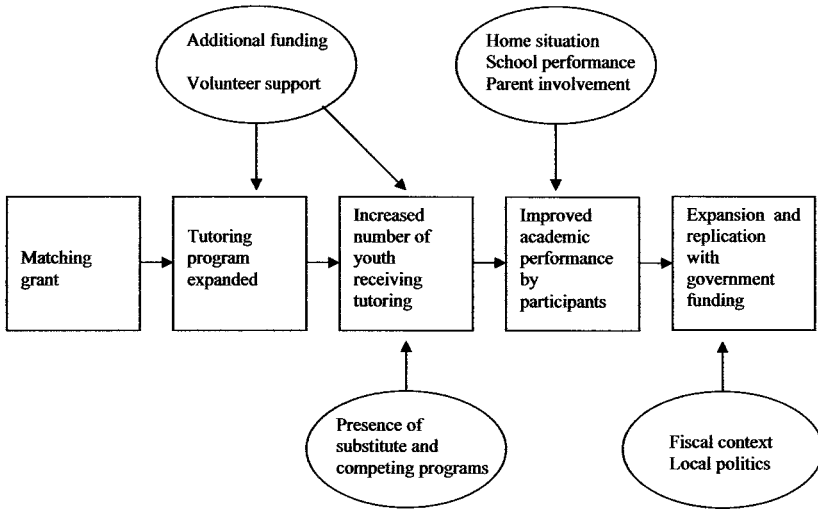 Additional funding
Volunteer support
Home situation
School performance
Parent involvement
Matching
grant
Tutoring
program
expanded
Increased
number of
youth
receiving
tutoring
Improved
academic
performance
by
participants
Expansion and
replication
with
government
funding
Presence of
substitute and
competing programs
Fiscal context
Local politics